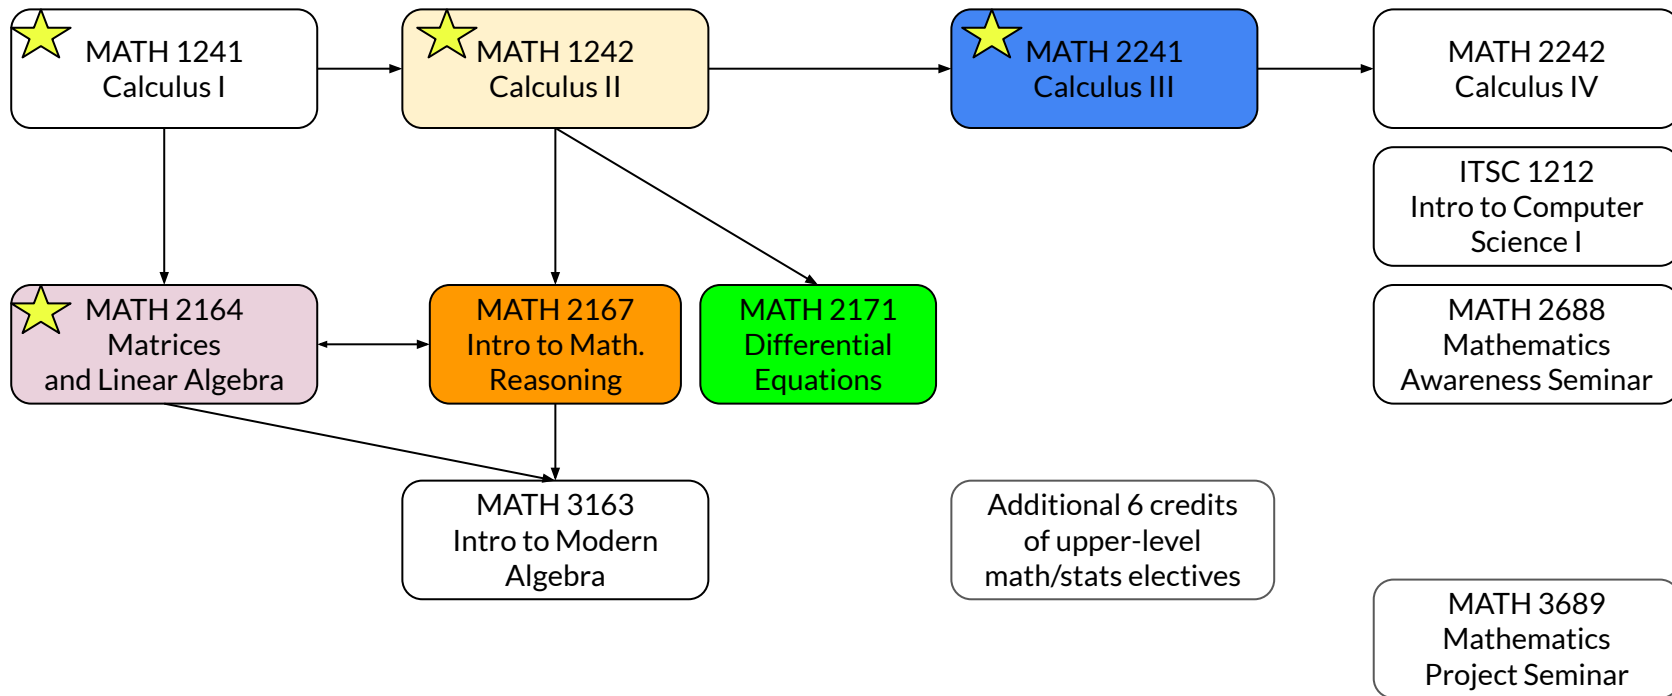 MATH 1241
Calculus I
MATH 1242
Calculus II
MATH 2241
Calculus III
MATH 2242
Calculus IV
ITSC 1212
Intro to Computer
Science I
MATH 2164
Matrices
and Linear Algebra
MATH 2167
Intro to Math.
Reasoning
MATH 2171
Differential
Equations
MATH 2688
Mathematics
Awareness Seminar
MATH 3163
Intro to Modern
Algebra
Additional 6 credits
of upper-level
math/stats electives
MATH 3689
Mathematics
Project Seminar